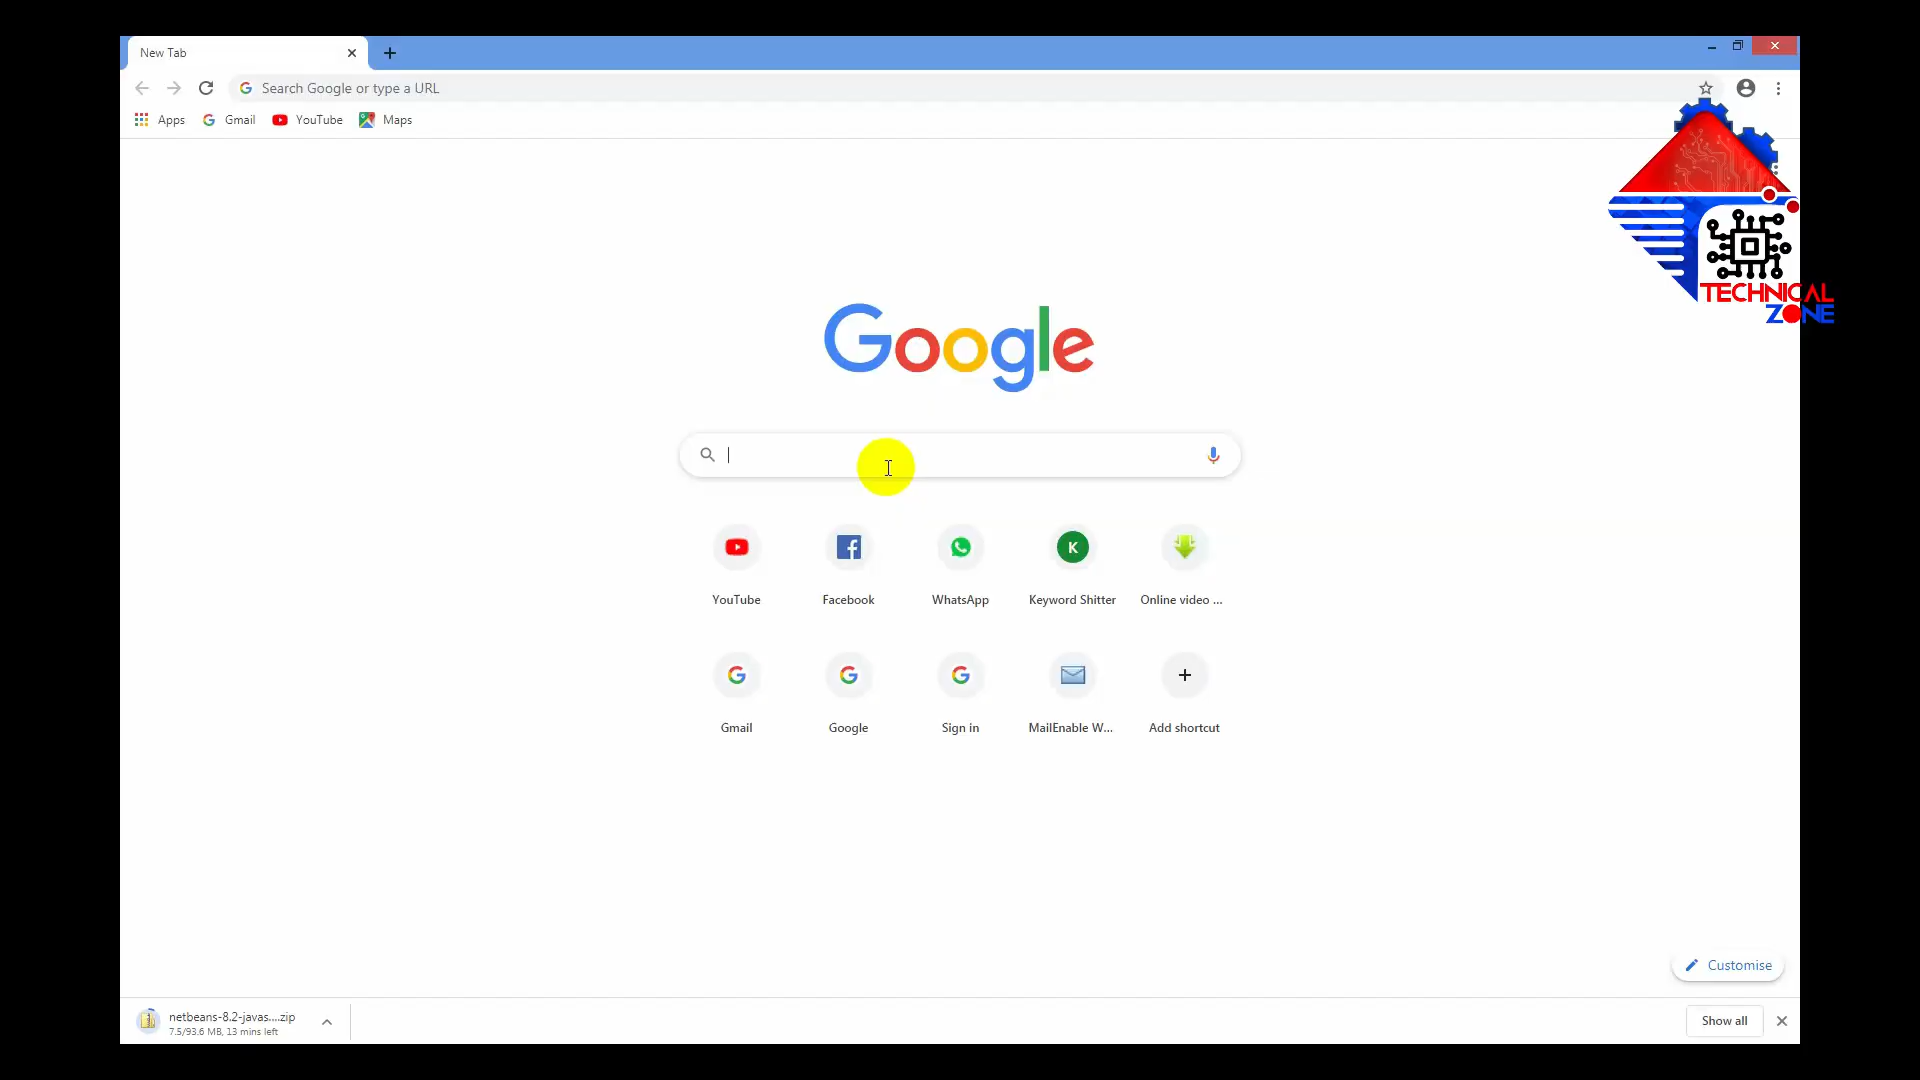 New Tab
Search Google or type a URL
Apps Gmail YouTube Maps
TECHNICAL
ZONE
Google
YouTube Facebook WhatsApp Keyword Shitter Online video ...
K
Gmail Google Sign in MailEnable W... Add shortcut
Customise
netbeans-8.2-javas....zip
7.5/93.6 MB, 13 mins left
Show all